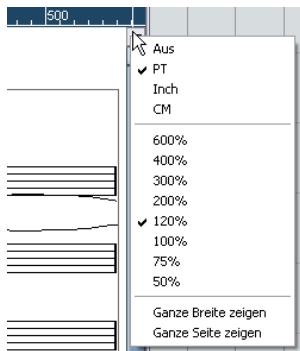 500
Aus
PT
Inch
CM
600%
400%
300%
200%
120%
100%
75%
50%
Ganze Breite zeigen
Ganze Seite zeigen